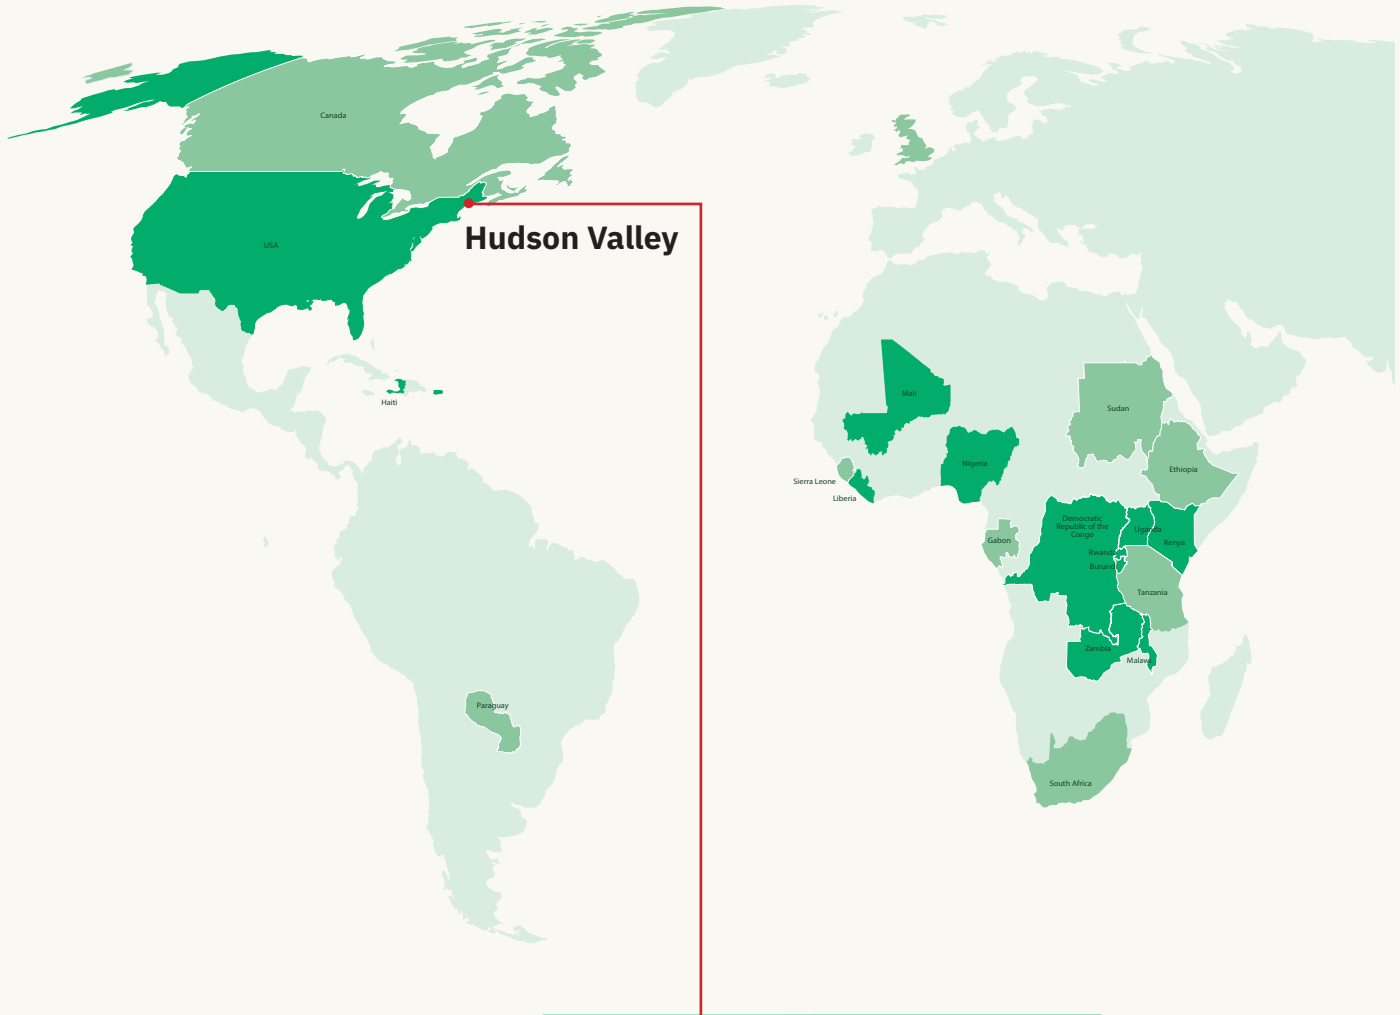 Canada
USA
Hudson Valley
Haiti
Mali
Sudan
Nigeria
Ethiopia
Sierra Leone
Liberia
Democratic
Republic of the
Congo
Uganda
Gabon
Kenya
Rwanda
Burundi
Tanzania
Zambia
Malawi
Paraguay
South Africa